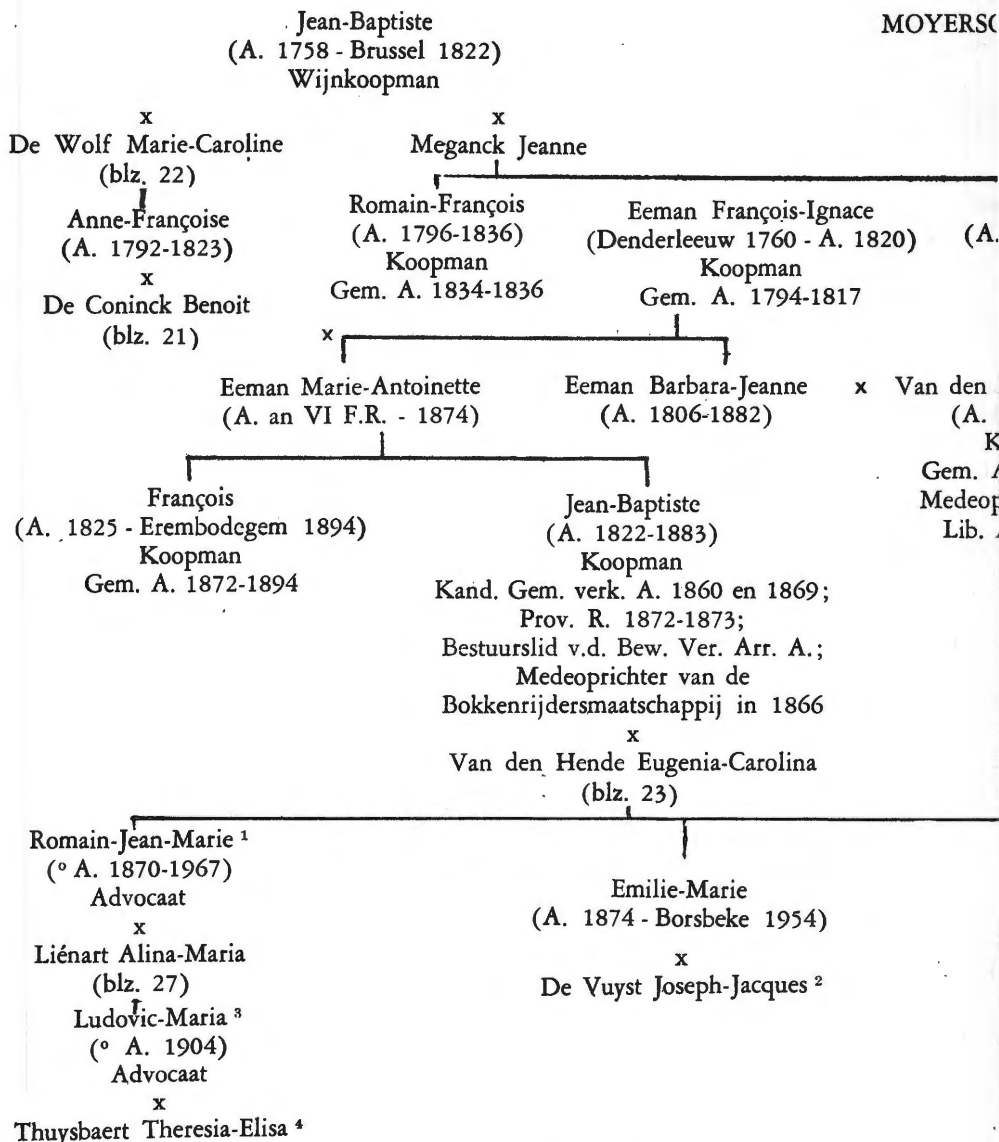 Jean-Baptiste
(A. 1758 - Brussel 1822)
Wijnkoopman
MOYERS
x
De Wolf Marie-Caroline
(blz. 22)
Anne-Françoise
(A. 1792-1823)
x
De Coninck Benoit
(blz. 21)
x
Meganck Jeanne
Romain-François
(A. 1796-1836)
Koopman
Gem. A. 1834-1836
Eeman François-Ignace
(Denderleeuw 1760 - A. 1820)
Koopman
Gem. A. 1794-1817
(A.
x
Eeman Marie-Antoinette
(A. an VI F.R. - 1874)
Eeman Barbara-Jeanne
(A. 1806-1882)
x
Van den
(A.
K
Gem. A
Medeop
Lib. A
François
(A. 1825 - Erembodegem 1894)
Koopman
Gem. A. 1872-1894
Jean-Baptiste
(A. 1822-1883)
Koopman
Kand. Gem. verk. A. 1860 en 1869;
Prov. R. 1872-1873;
Bestuurslid v.d. Bew. Ver. Arr. A.;
Medeoprichter van de
Bokkenrijdersmaatschappij in 1866
x
Van den Hende Eugenia-Carolina
(blz. 23)
Romain-Jean-Marie ¹
(° A. 1870-1967)
Advocaat
x
Liénart Alina-Maria
(blz. 27)
Ludovic-Maria ³
(° A. 1904)
Advocaat
x
Thuysbaert Theresia-Elisa ⁴
Emilie-Marie
(A. 1874 - Borsbeke 1954)
x
De Vuyst Joseph-Jacques ²